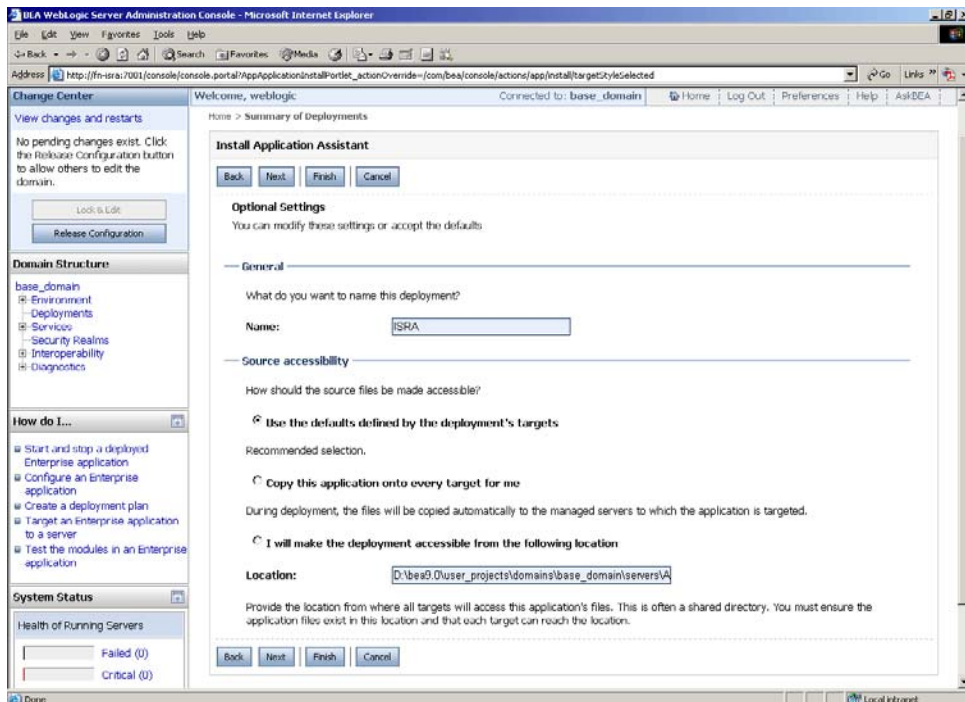 BEA WebLogic Server Administration Console - Microsoft Internet Explorer
File Edit View Favorites Tools Help
Back Search Favorites Media
Address http://fn-isra:7001/console/console.portal?AppApplicationInstallPortlet_actionOverride=/com/bea/console/actions/app/install/targetStyleSelected Go Links »
Change Center
View changes and restarts
No pending changes exist. Click
the Release Configuration button
to allow others to edit the
domain.
Lock & Edit
Release Configuration
Domain Structure
base_domain
Environment
Deployments
Services
Security Realms
Interoperability
Diagnostics
How do I...
Start and stop a deployed
Enterprise application
Configure an Enterprise
application
Create a deployment plan
Target an Enterprise application
to a server
Test the modules in an Enterprise
application
System Status
Health of Running Servers
Failed (0)
Critical (0)
Welcome, weblogic Connected to: base_domain Home Log Out Preferences Help AskBEA
Home > Summary of Deployments
Install Application Assistant
Back Next Finish Cancel
Optional Settings
You can modify these settings or accept the defaults
General
What do you want to name this deployment?
Name: ISRA
Source accessibility
How should the source files be made accessible?
Use the defaults defined by the deployment's targets
Recommended selection.
Copy this application onto every target for me
During deployment, the files will be copied automatically to the managed servers to which the application is targeted.
I will make the deployment accessible from the following location
Location: D:\bea9.0\user_projects\domains\base_domain\servers\A
Provide the location from where all targets will access this application's files. This is often a shared directory. You must ensure the
application files exist in this location and that each target can reach the location.
Back Next Finish Cancel
Done Local intranet